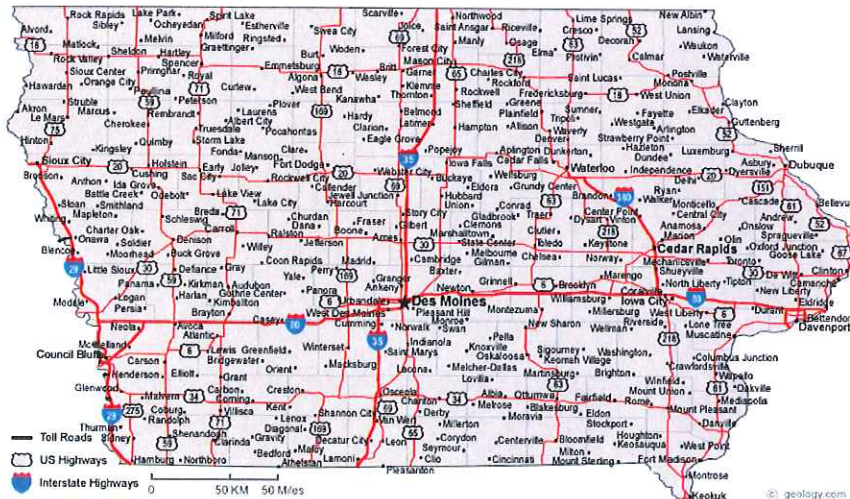 Rock Rapids
Lake Park
Spirit Lake
Scarville
Northwood
Lime Springs
New Albin
Sibley
Ocheyedan
Estherville
Swea City
Joice
Saint Ansgar
Riceville
Cresco
Decorah
Lansing
Alvord
Melvin
Milford
Ringsted
Woden
Forest City
Manly
Osage
Elma
Protivin
Calmar
Waukon
Waterville
Matlock
Sheldon
Hartley
Graettinger
Burt
Mason City
Rock Valley
Spencer
Emmetsburg
Algona
Wesley
Britt
Garner
Charles City
Saint Lucas
Postville
Sioux Center
Primghar
Royal
West Bend
Klemme
Rockford
Monona
Hawarden
Orange City
Paullina
Curlew
Kanawha
Thornton
Rockwell
Fredericksburg
West Union
Clayton
Struble
Peterson
Plover
Belmond
Sheffield
Greene
Sumner
Fayette
Elkader
Akron
Marcus
Rembrandt
Laurens
Hardy
Latimer
Plainfield
Tripoli
Westgate
Arlington
Guttenberg
Le Mars
Cherokee
Albert City
Clarion
Hampton
Allison
Waverly
Strawberry Point
Hinton
Truesdale
Pocahontas
Eagle Grove
Popejoy
Denver
Hazleton
Luxemburg
Sherrill
Kingsley
Quimby
Storm Lake
Clare
Aplington
Dunkerton
Dundee
Asbury
Sioux City
Holstein
Fonda
Manson
Fort Dodge
Webster City
Iowa Falls
Cedar Falls
Waterloo
Independence
Dyersville
Dubuque
Bronson
Cushing
Early
Jolley
Rockwell City
Buckeye
Wellsburg
Delhi
Anthon
Ida Grove
Sac City
Callender
Eldora
Grundy Center
Brandon
Ryan
Cascade
Bellevue
Sloan
Battle Creek
Odebolt
Lake View
Jewell Junction
Hubbard
Conrad
Walker
Monticello
Smithland
Lake City
Harcourt
Union
Traer
Center Point
Central City
Andrew
Whiting
Mapleton
Schleswig
Breda
Churdan
Story City
Gladbrook
Dysart
Vinton
Anamosa
Onslow
Charter Oak
Dana
Fraser
Gilbert
Clemons
Clutier
Marion
Olin
Spragueville
Onawa
Soldier
Denison
Carroll
Ralston
Boone
Ames
Marshalltown
Toledo
Keystone
Cedar Rapids
Oxford Junction
Blenco
Moorhead
Buck Grove
Willey
Jefferson
State Center
Chelsea
Norway
Mechanicsville
Goose Lake
Little Sioux
Defiance
Gray
Coon Rapids
Perry
Cambridge
Melbourne
Gilman
Marengo
Shueyville
De Witt
Clinton
Panama
Kirkman
Audubon
Yale
Madrid
Granger
Baxter
Grinnell
Brooklyn
North Liberty
Tipton
Camanche
Harlan
Guthrie Center
Panora
Ankeny
Newton
Coralville
New Liberty
Modale
Logan
Kimballton
Urbandale
Des Moines
Williamsburg
Iowa City
Eldridge
Persia
Brayton
Casey
West Des Moines
Pleasant Hill
Montezuma
Millersburg
West Liberty
Durant
Bettendorf
Neola
Avoca
Cumming
Monroe
Riverside
Lone Tree
Davenport
McClelland
Atlantic
Norwalk
Swan
New Sharon
Wellman
Muscatine
Council Bluffs
Lewis
Greenfield
Winterset
Indianola
Pella
Sigourney
Washington
Columbus Junction
Carson
Bridgewater
Saint Marys
Knoxville
Keomah Village
Crawfordsville
Henderson
Elliott
Orient
Macksburg
Oskaloosa
Wapello
Glenwood
Grant
Lacona
Melcher-Dallas
Martinsburg
Brighton
Winfield
Oakville
Malvern
Carbon
Creston
Lovilia
Mount Union
Mediapolis
Corning
Osceola
Albia
Ottumwa
Fairfield
Rome
Coburg
Villisca
Kent
Shannon City
Chariton
Melrose
Blakesburg
Mount Pleasant
Thurman
Randolph
Lenox
Van Wert
Derby
Moravia
Eldon
Danville
Sidney
Shenandoah
Gravity
Diagonal
Decatur City
Millerton
Stockport
Clarinda
Bedford
Leon
Corydon
Centerville
Bloomfield
Houghton
West Point
Hamburg
Northboro
Maloy
Lamoni
Seymour
Milton
Keosauqua
Athelstan
Clio
Cincinnati
Mount Sterling
Fort Madison
Pleasanton
Montrose
Keokuk
Toll Roads
US Highways
Interstate Highways
0 50 KM 50 Miles
© geology.com